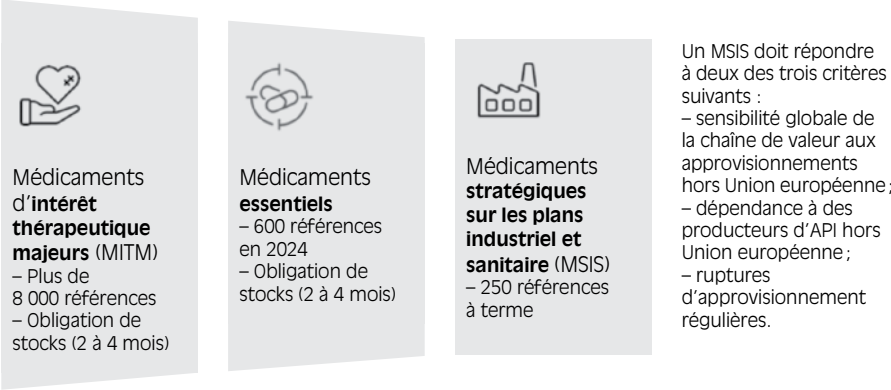 Médicaments
d’intérêt
thérapeutique
majeurs (MITM)
– Plus de
8 000 références
– Obligation de
stocks (2 à 4 mois)
Médicaments
essentiels
– 600 références
en 2024
– Obligation de
stocks (2 à 4 mois)
Médicaments
stratégiques
sur les plans
industriel et
sanitaire (MSIS)
– 250 références
à terme
Un MSIS doit répondre
à deux des trois critères
suivants :
– sensibilité globale de
la chaîne de valeur aux
approvisionnements
hors Union européenne ;
– dépendance à des
producteurs d’API hors
Union européenne ;
– ruptures
d’approvisionnement
régulières.